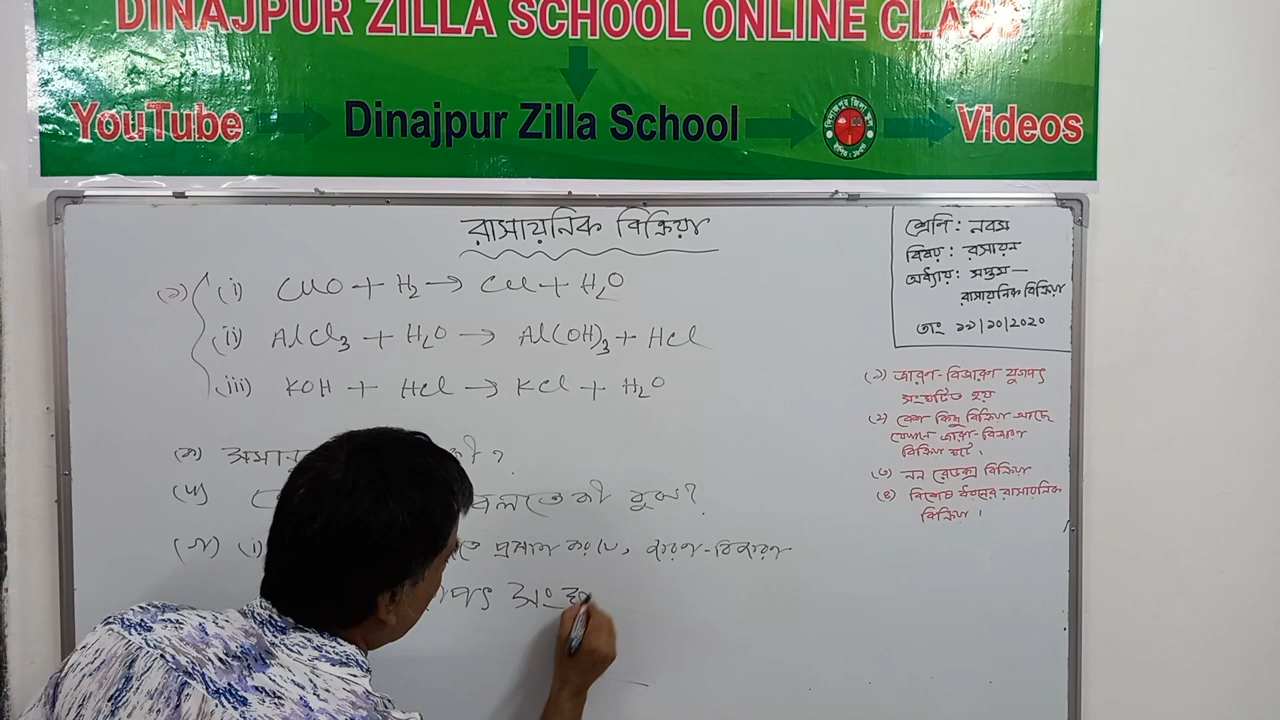 DINAJPUR ZILLA SCHOOL ONLINE CLASS
YouTube Dinajpur Zilla School Videos
রাসায়নিক বিক্রিয়া
(১) (i) CuO + H2 → Cu + H2O
(ii) AlCl3 + H2O → Al(OH)3 + HCl
(iii) KOH + HCl → KCl + H2O
কী?
(খ) বলতে কী বুঝ?
(গ) (i) প্রমাণ কর যে, জারণ-বিজারণ
শ্রেণি: নবম
বিষয়: রসায়ন
অধ্যায়: সপ্তম—
রাসায়নিক বিক্রিয়া
তাং ১১/১০/২০২০
(১) জারণ-বিজারণ যুগপৎ
সংঘটিত হয়
(২) বেশ কিছু বিক্রিয়া আছে
যেখানে জারণ-বিজারণ
বিক্রিয়া ঘটে।
(৩) নন রেডক্স বিক্রিয়া
(৪) বিশেষ ধরনের রাসায়নিক
বিক্রিয়া।